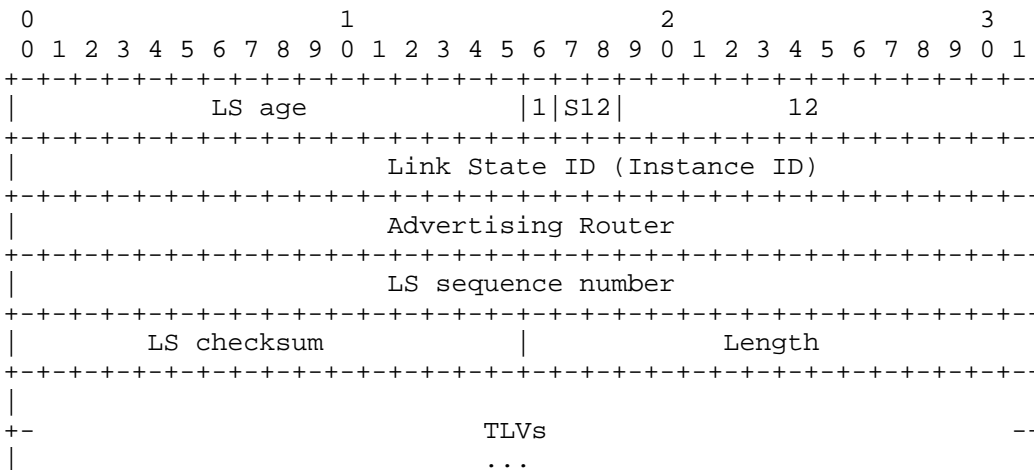 0                   1                   2                   3
 0 1 2 3 4 5 6 7 8 9 0 1 2 3 4 5 6 7 8 9 0 1 2 3 4 5 6 7 8 9 0 1
+-+-+-+-+-+-+-+-+-+-+-+-+-+-+-+-+-+-+-+-+-+-+-+-+-+-+-+-+-+-+-+--
|            LS age             |1|S12|          12
+-+-+-+-+-+-+-+-+-+-+-+-+-+-+-+-+-+-+-+-+-+-+-+-+-+-+-+-+-+-+-+--
|                       Link State ID (Instance ID)
+-+-+-+-+-+-+-+-+-+-+-+-+-+-+-+-+-+-+-+-+-+-+-+-+-+-+-+-+-+-+-+--
|                       Advertising Router
+-+-+-+-+-+-+-+-+-+-+-+-+-+-+-+-+-+-+-+-+-+-+-+-+-+-+-+-+-+-+-+--
|                       LS sequence number
+-+-+-+-+-+-+-+-+-+-+-+-+-+-+-+-+-+-+-+-+-+-+-+-+-+-+-+-+-+-+-+--
|        LS checksum            |            Length
+-+-+-+-+-+-+-+-+-+-+-+-+-+-+-+-+-+-+-+-+-+-+-+-+-+-+-+-+-+-+-+--
|
+-                            TLVs                             --
|                             ...